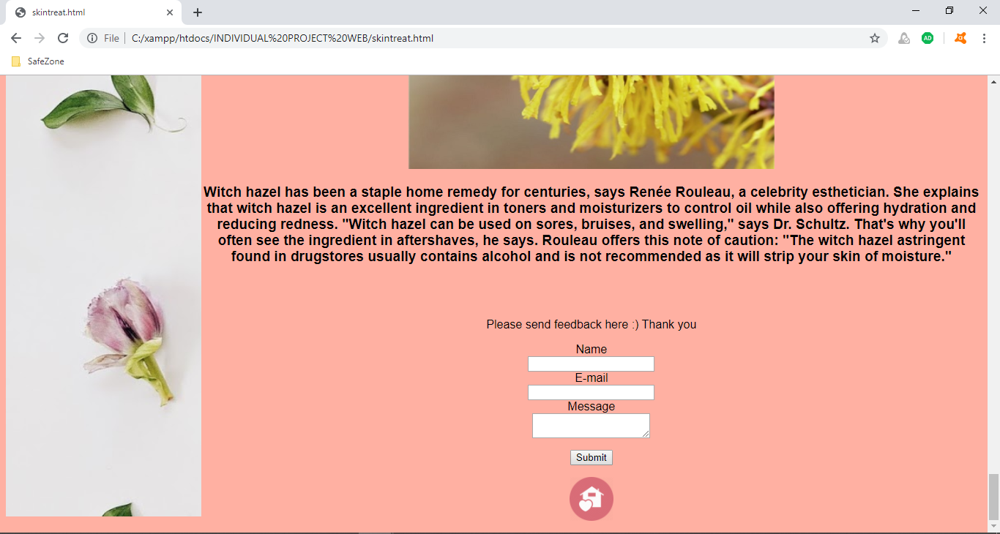 skintreat.html
File
C:/xampp/htdocs/INDIVIDUAL%20PROJECT%20WEB/skintreat.html
AD
SafeZone
Witch hazel has been a staple home remedy for centuries, says Renée Rouleau, a celebrity esthetician. She explains
that witch hazel is an excellent ingredient in toners and moisturizers to control oil while also offering hydration and
reducing redness. "Witch hazel can be used on sores, bruises, and swelling," says Dr. Schultz. That's why you'll
often see the ingredient in aftershaves, he says. Rouleau offers this note of caution: "The witch hazel astringent
found in drugstores usually contains alcohol and is not recommended as it will strip your skin of moisture."
Please send feedback here :) Thank you
Name
E-mail
Message
Submit